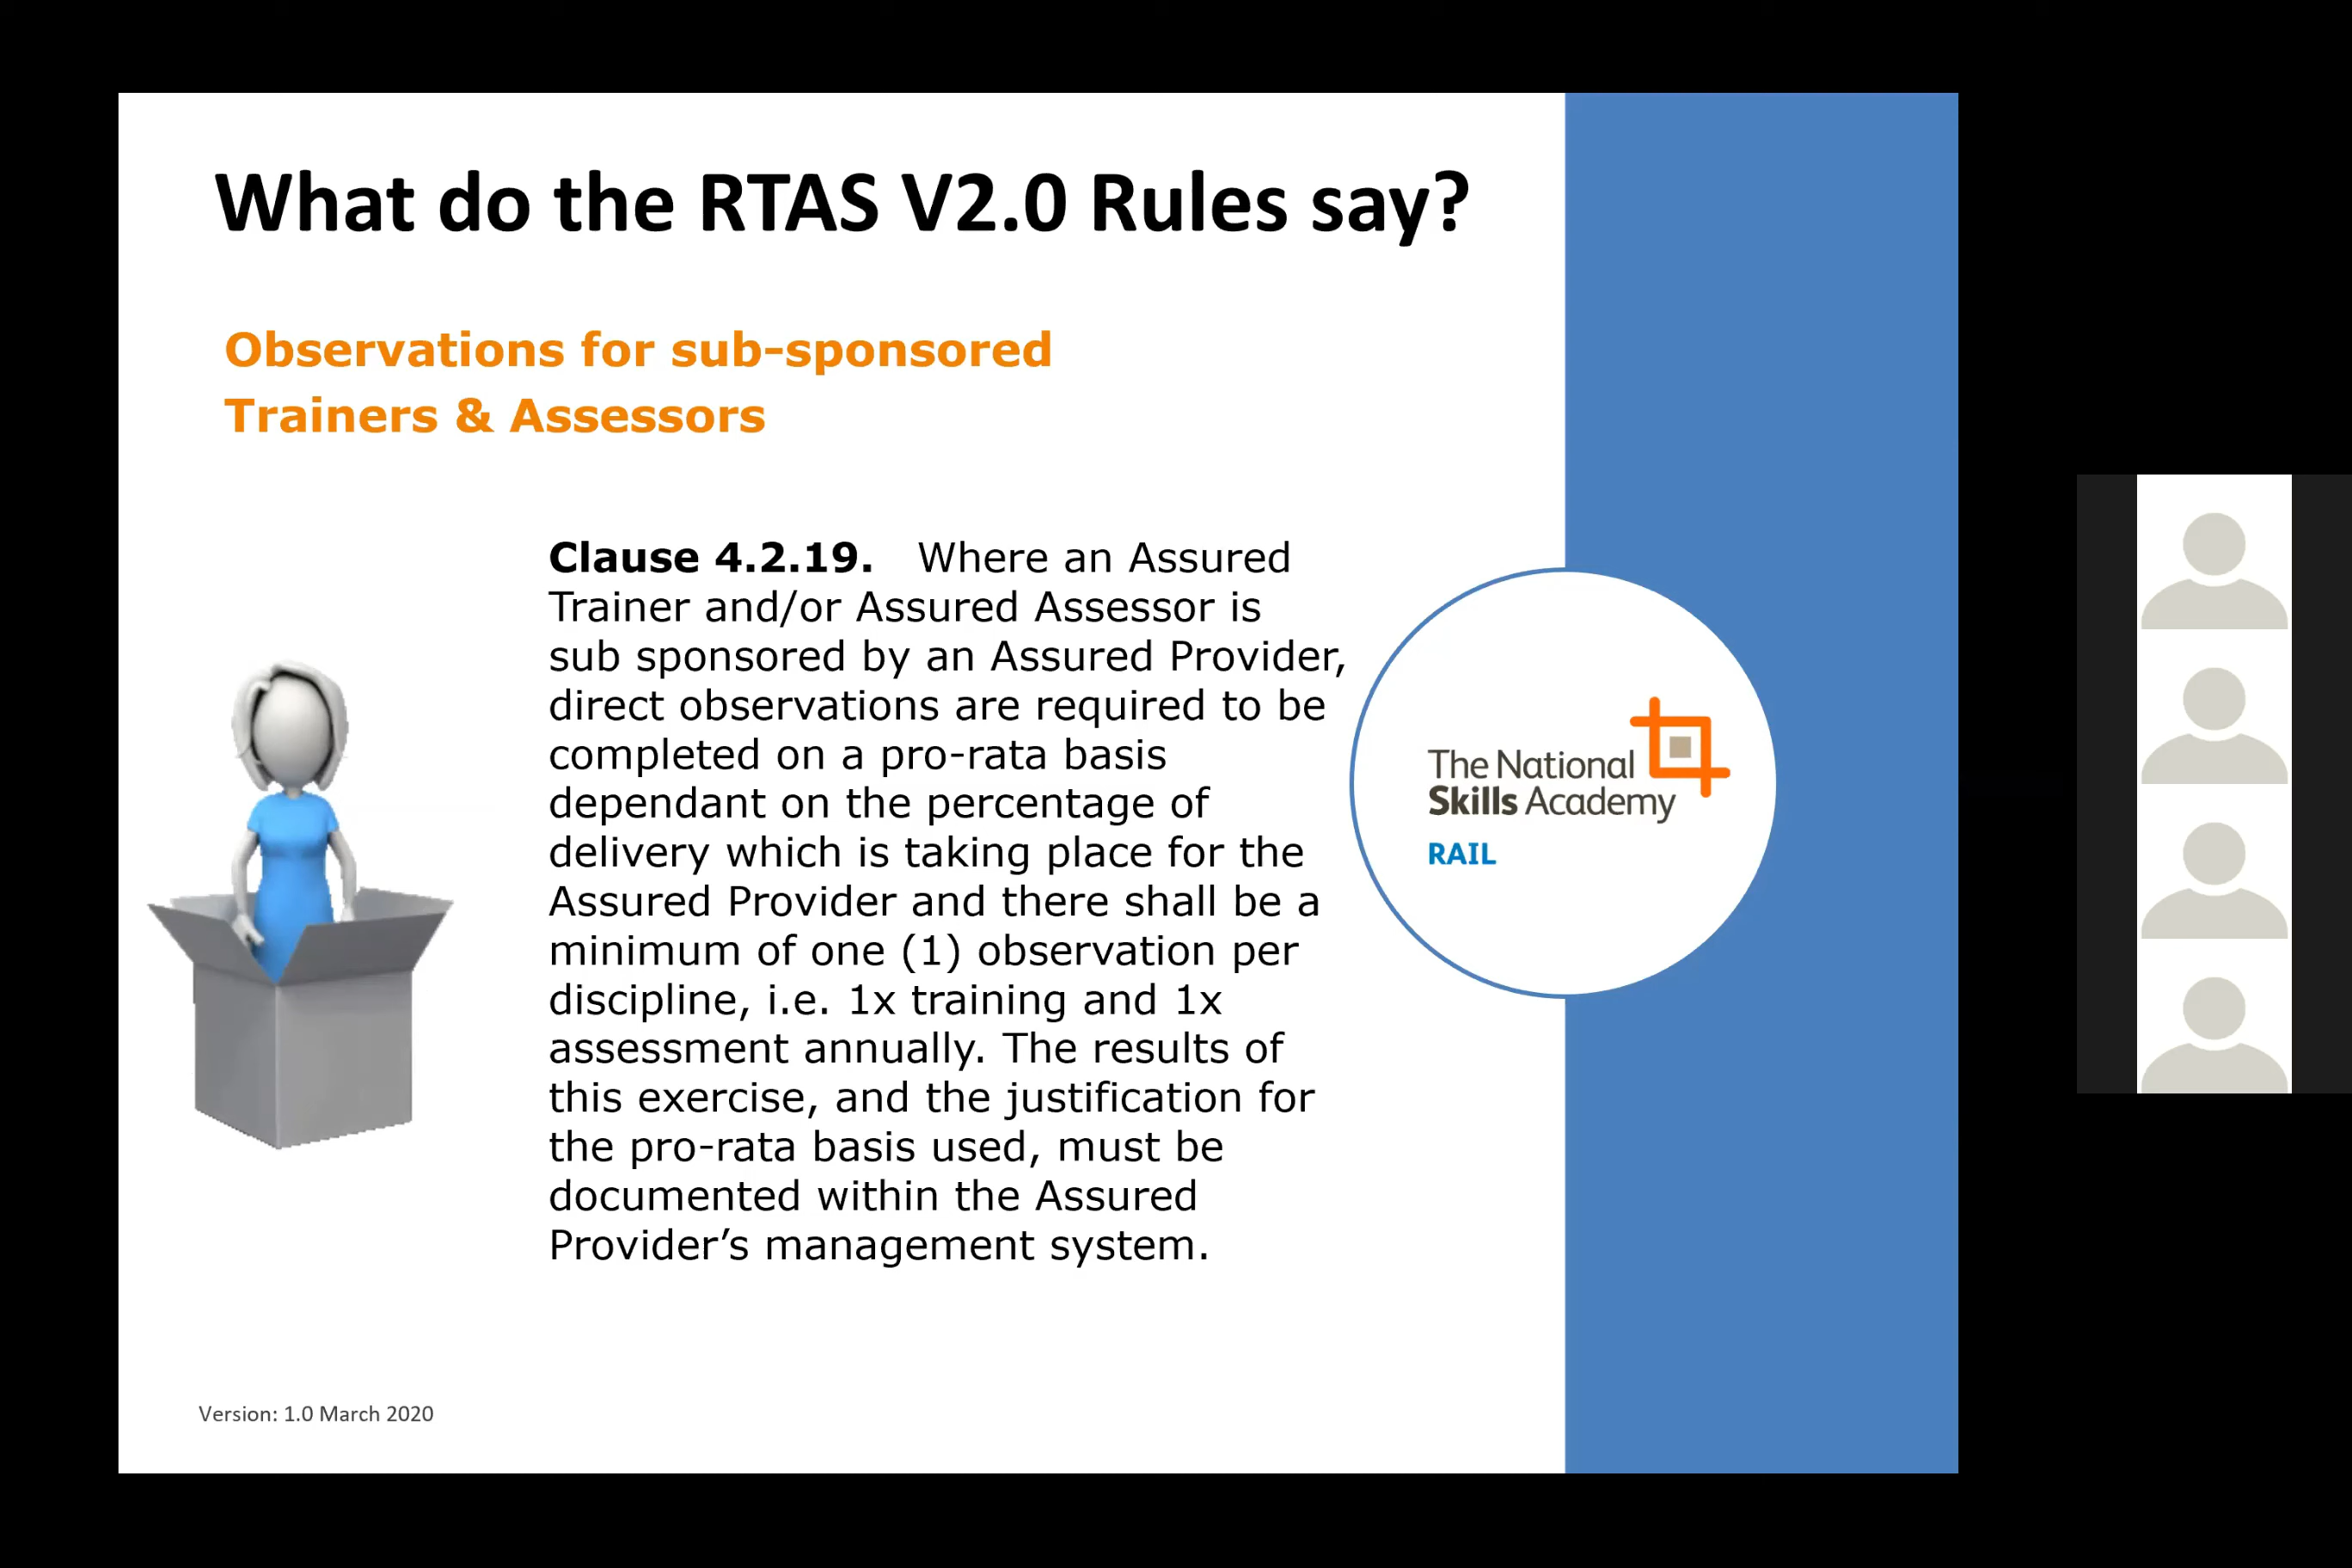 What do the RTAS V2.0 Rules say?
Observations for sub-sponsored
Trainers & Assessors
Clause 4.2.19. Where an Assured
Trainer and/or Assured Assessor is
sub sponsored by an Assured Provider,
direct observations are required to be
completed on a pro-rata basis
dependant on the percentage of
delivery which is taking place for the
Assured Provider and there shall be a
minimum of one (1) observation per
discipline, i.e. 1x training and 1x
assessment annually. The results of
this exercise, and the justification for
the pro-rata basis used, must be
documented within the Assured
Provider’s management system.
The National
Skills Academy
RAIL
Version: 1.0 March 2020